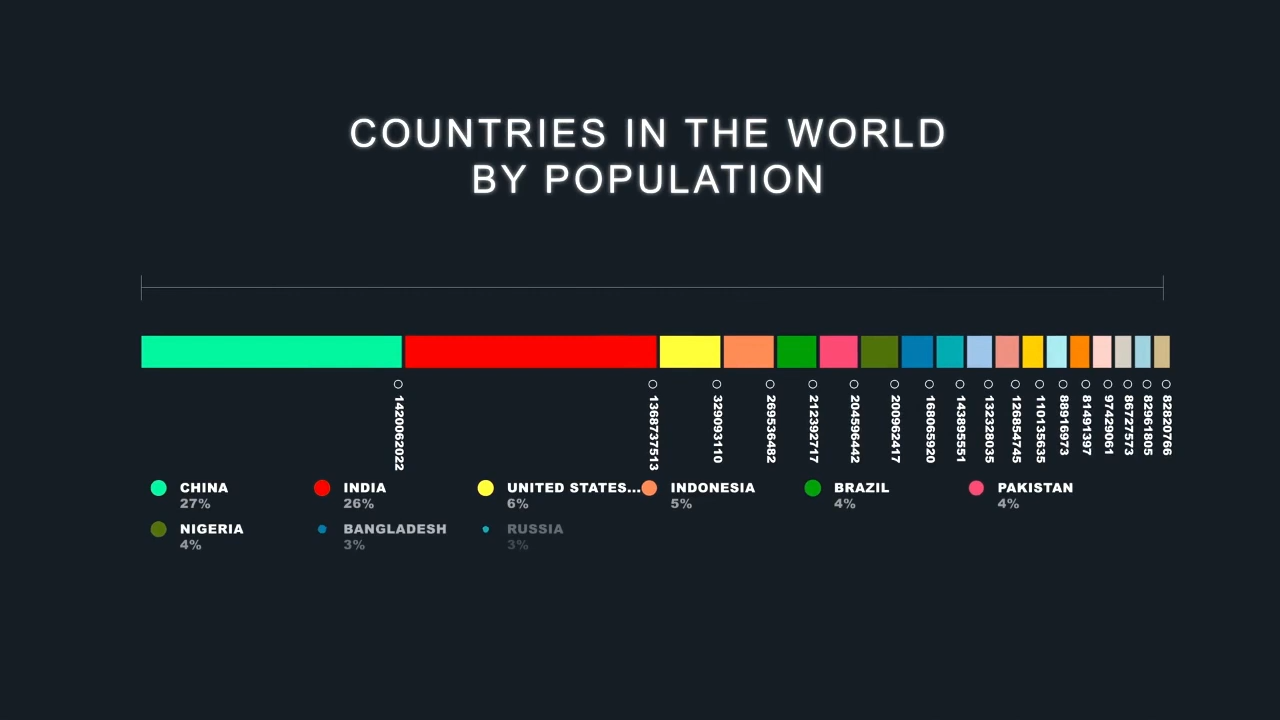 COUNTRIES IN THE WORLD
BY POPULATION
1420062022
1368737513
329093110
269536482
212392717
204596442
200962417
168065920
143895551
132328035
126854745
110135635
88916973
81491397
97429061
86727573
82961805
82820766
CHINA
27%
INDIA
26%
UNITED STATES...
6%
INDONESIA
5%
BRAZIL
4%
PAKISTAN
4%
NIGERIA
4%
BANGLADESH
3%
RUSSIA
3%